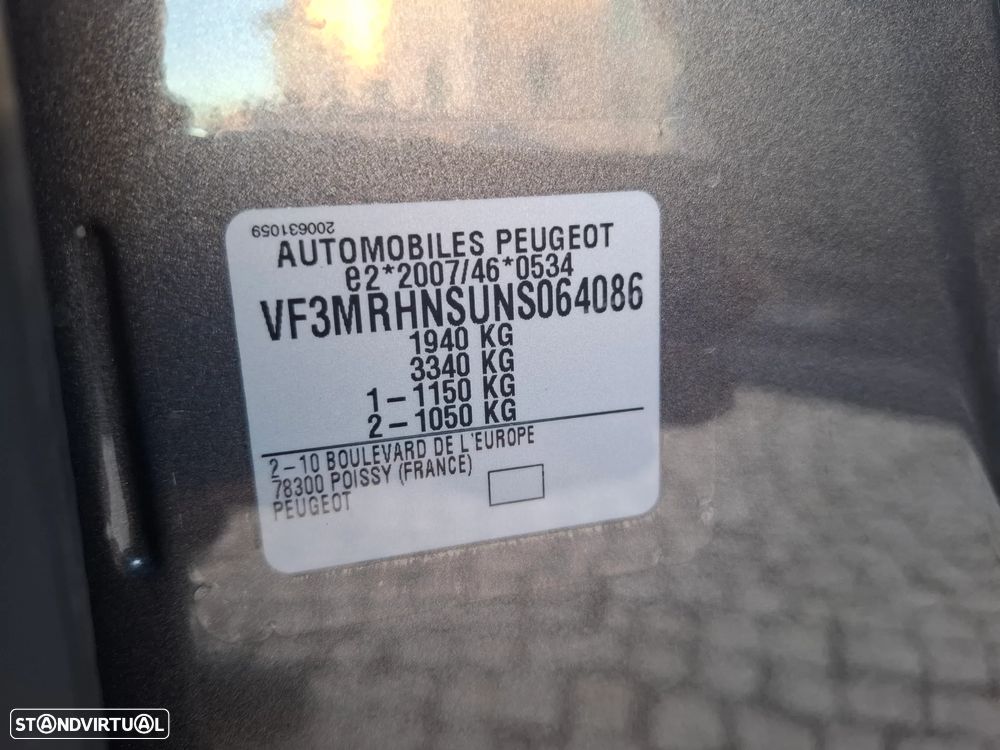 200631059
AUTOMOBILES PEUGEOT
e2*2007/46*0534
VF3MRHNSUNS064086
1940 KG
3340 KG
1-1150 KG
2-1050 KG
2-10 BOULEVARD DE L'EUROPE
78300 POISSY (FRANCE)
PEUGEOT
STANDVIRTUAL